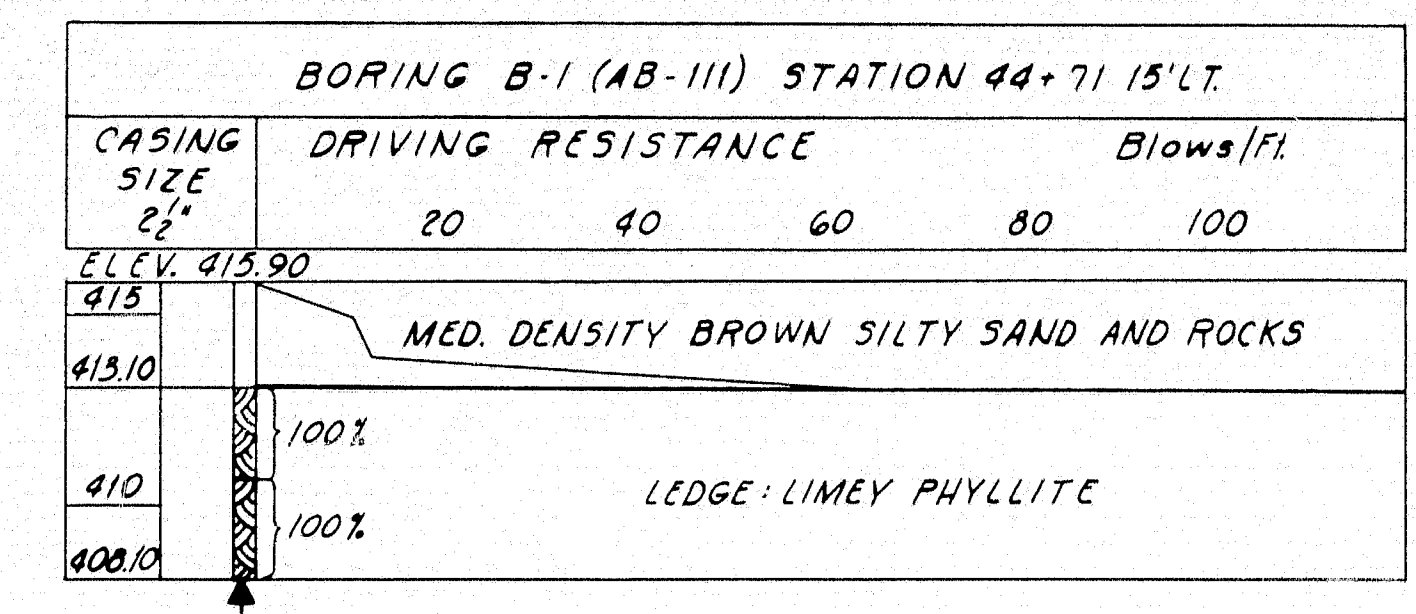 BORING B-1 (AB-111) STATION 44+71 15'LT.
CASING SIZE 2½"
DRIVING RESISTANCE Blows/Ft.
20 40 60 80 100
ELEV. 415.90
415
MED. DENSITY BROWN SILTY SAND AND ROCKS
413.10
100%
410
LEDGE: LIMEY PHYLLITE
100%
408.10